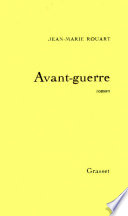 JEAN-MARIE ROUART
Avant-guerre
roman
Grasset